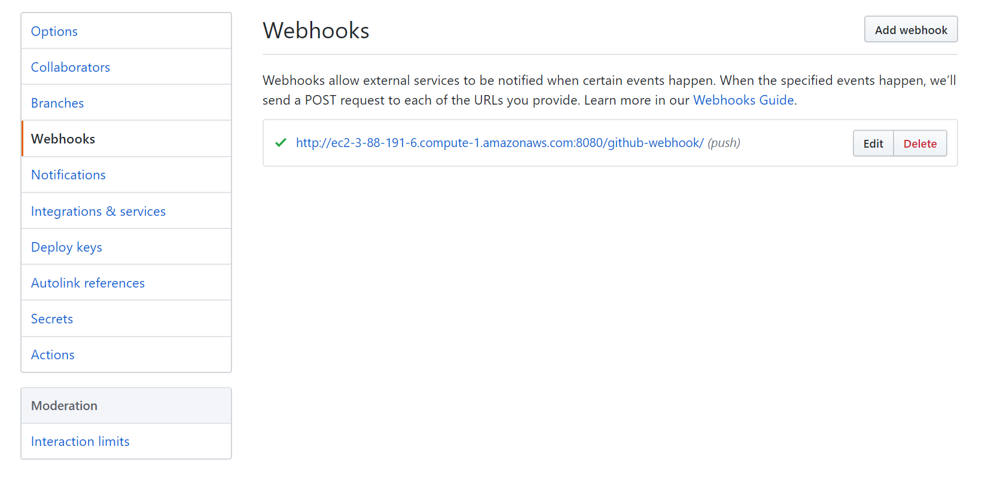 Options
Collaborators
Branches
Webhooks
Notifications
Integrations & services
Deploy keys
Autolink references
Secrets
Actions
Moderation
Interaction limits
Webhooks
Add webhook
Webhooks allow external services to be notified when certain events happen. When the specified events happen, we’ll
send a POST request to each of the URLs you provide. Learn more in our Webhooks Guide.
http://ec2-3-88-191-6.compute-1.amazonaws.com:8080/github-webhook/ (push)
Edit
Delete